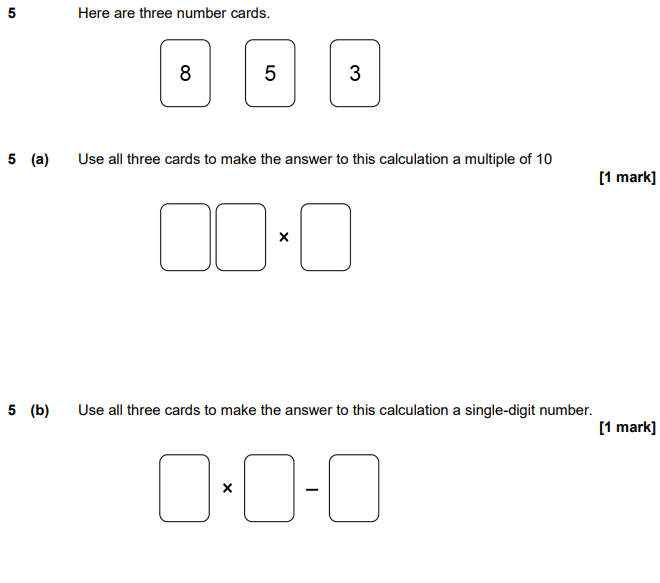 5 Here are three number cards.
8 5 3
5 (a) Use all three cards to make the answer to this calculation a multiple of 10
[1 mark]
×
5 (b) Use all three cards to make the answer to this calculation a single-digit number.
[1 mark]
× –